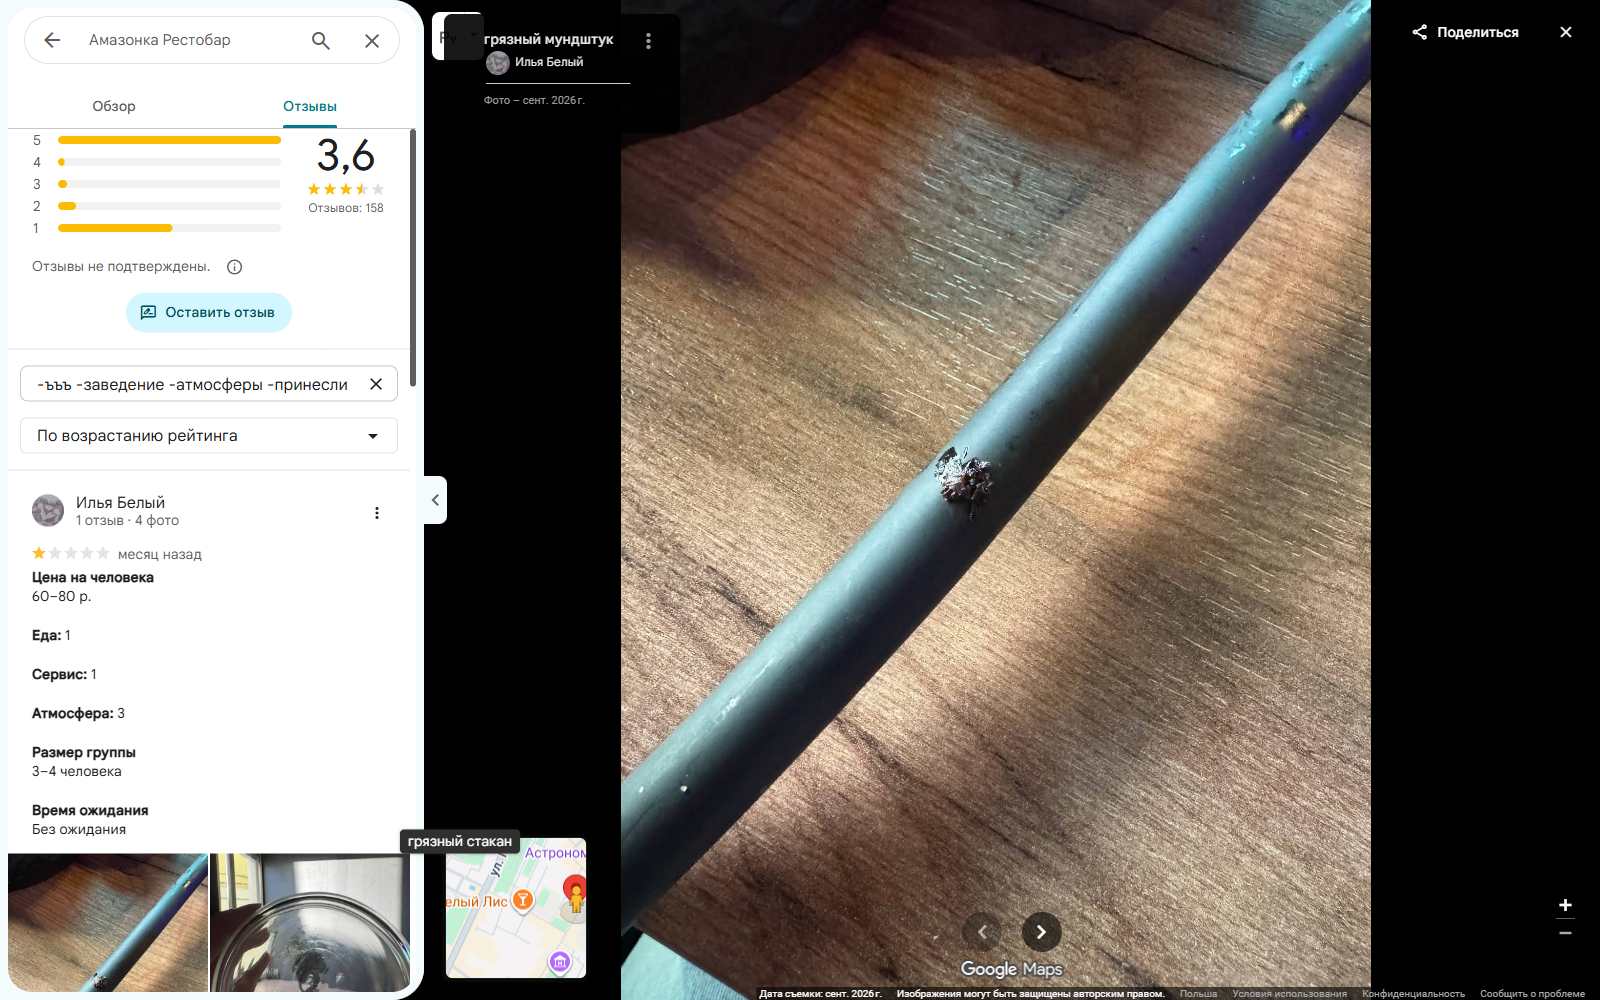 Амазонка Рестобар
Обзор
Отзывы
5
4
3
2
1
3,6
Отзывов: 158
Отзывы не подтверждены.
Оставить отзыв
-ъъъ -заведение -атмосферы -принесли
По возрастанию рейтинга
Илья Белый
1 отзыв · 4 фото
месяц назад
Цена на человека
60–80 р.
Еда: 1
Сервис: 1
Атмосфера: 3
Размер группы
3–4 человека
Время ожидания
Без ожидания
грязный мундштук
Илья Белый
Фото – сент. 2026 г.
Поделиться
грязный стакан
ул.
Астроном
елый Лис
Google Maps
Дата съемки: сент. 2026 г. Изображения могут быть защищены авторским правом. Польша Условия использования Конфиденциальность Сообщить о проблеме